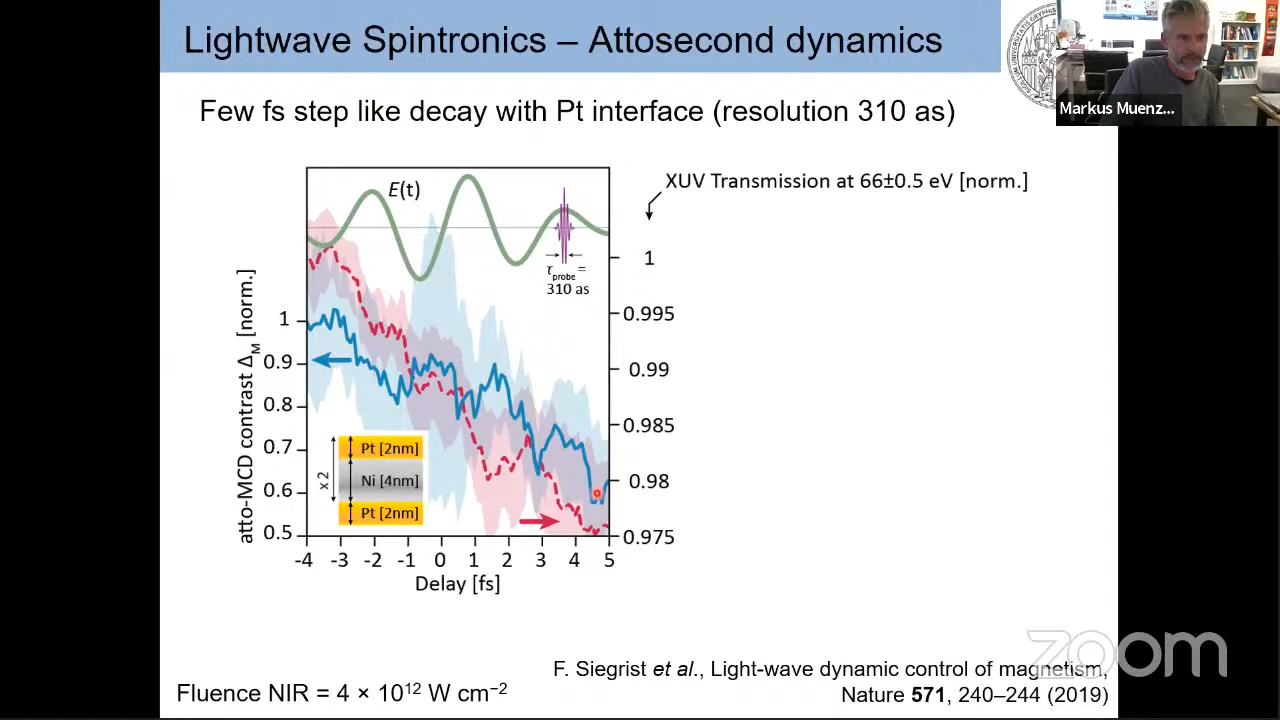 Lightwave Spintronics – Attosecond dynamics
Markus Muenz...
Few fs step like decay with Pt interface (resolution 310 as)
XUV Transmission at 66±0.5 eV [norm.]
E(t)
τprobe =
310 as
atto-MCD contrast ΔM [norm.]
1
0.9
0.8
0.7
0.6
0.5
1
0.995
0.99
0.985
0.98
0.975
x 2
Pt [2nm]
Ni [4nm]
Pt [2nm]
-4 -3 -2 -1 0 1 2 3 4 5
Delay [fs]
zoom
F. Siegrist et al., Light-wave dynamic control of magnetism,
Nature 571, 240–244 (2019)
Fluence NIR = 4 × 10¹² W cm⁻²